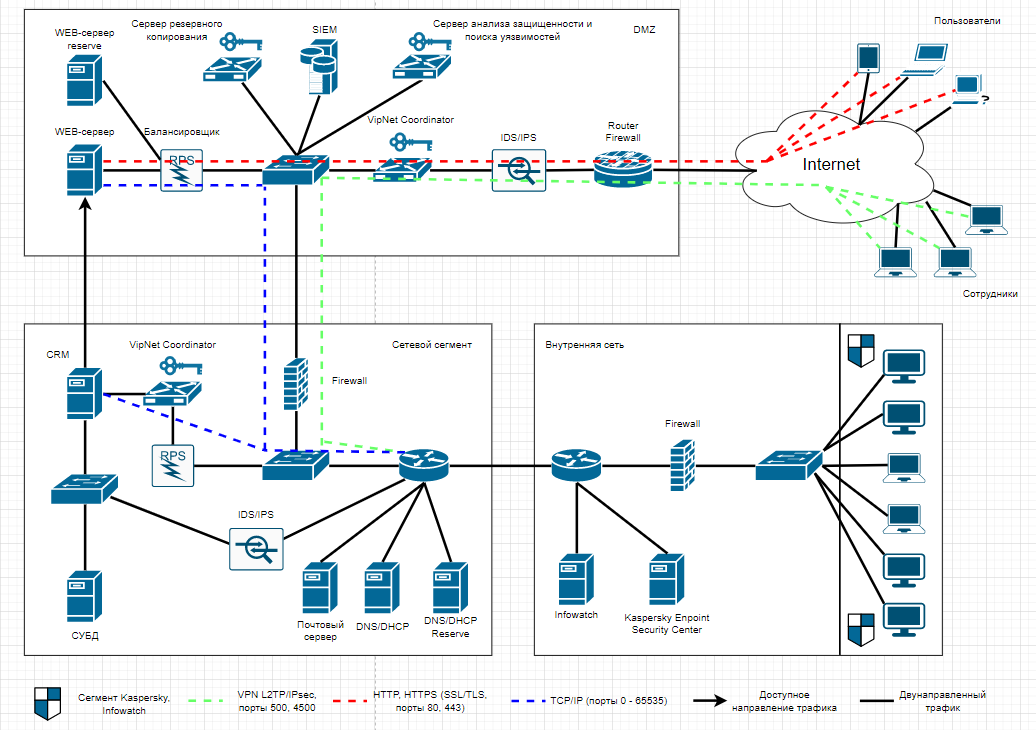 Сервер резервного
копирования
SIEM
Сервер анализа защищенности и
поиска уязвимостей
DMZ
Пользователи
WEB-сервер
reserve
WEB-сервер
Балансировщик
RPS
VipNet Coordinator
IDS/IPS
Router
Firewall
Internet
?
Сотрудники
CRM
VipNet Coordinator
Сетевой сегмент
Firewall
RPS
IDS/IPS
СУБД
Почтовый
сервер
DNS/DHCP
DNS/DHCP
Reserve
Внутренняя сеть
Firewall
Infowatch
Kaspersky Enpoint
Security Center
Сегмент Kaspersky,
Infowatch
VPN L2TP/IPsec,
порты 500, 4500
HTTP, HTTPS (SSL/TLS,
порты 80, 443)
TCP/IP (порты 0 - 65535)
Доступное
направление трафика
Двунаправленный
трафик